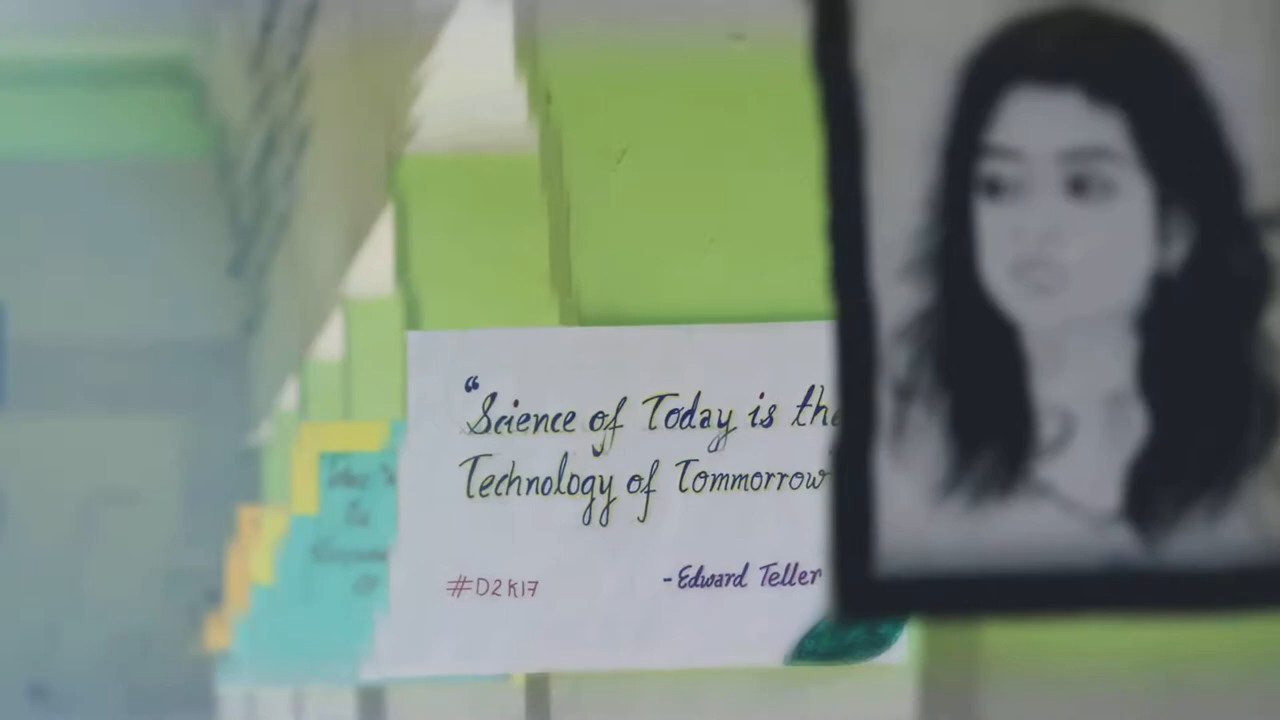 “Science of Today is the
Technology of Tommorrow”
#D2K17
-Edward Teller